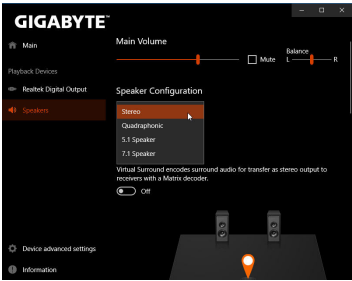 GIGABYTE™
Main
Playback Devices
Realtek Digital Output
Speakers
Device advanced settings
Information
Main Volume
Mute
Balance
L
R
Speaker Configuration
Stereo
Quadraphonic
5.1 Speaker
7.1 Speaker
Virtual Surround encodes surround audio for transfer as stereo output to
receivers with a Matrix decoder.
Off